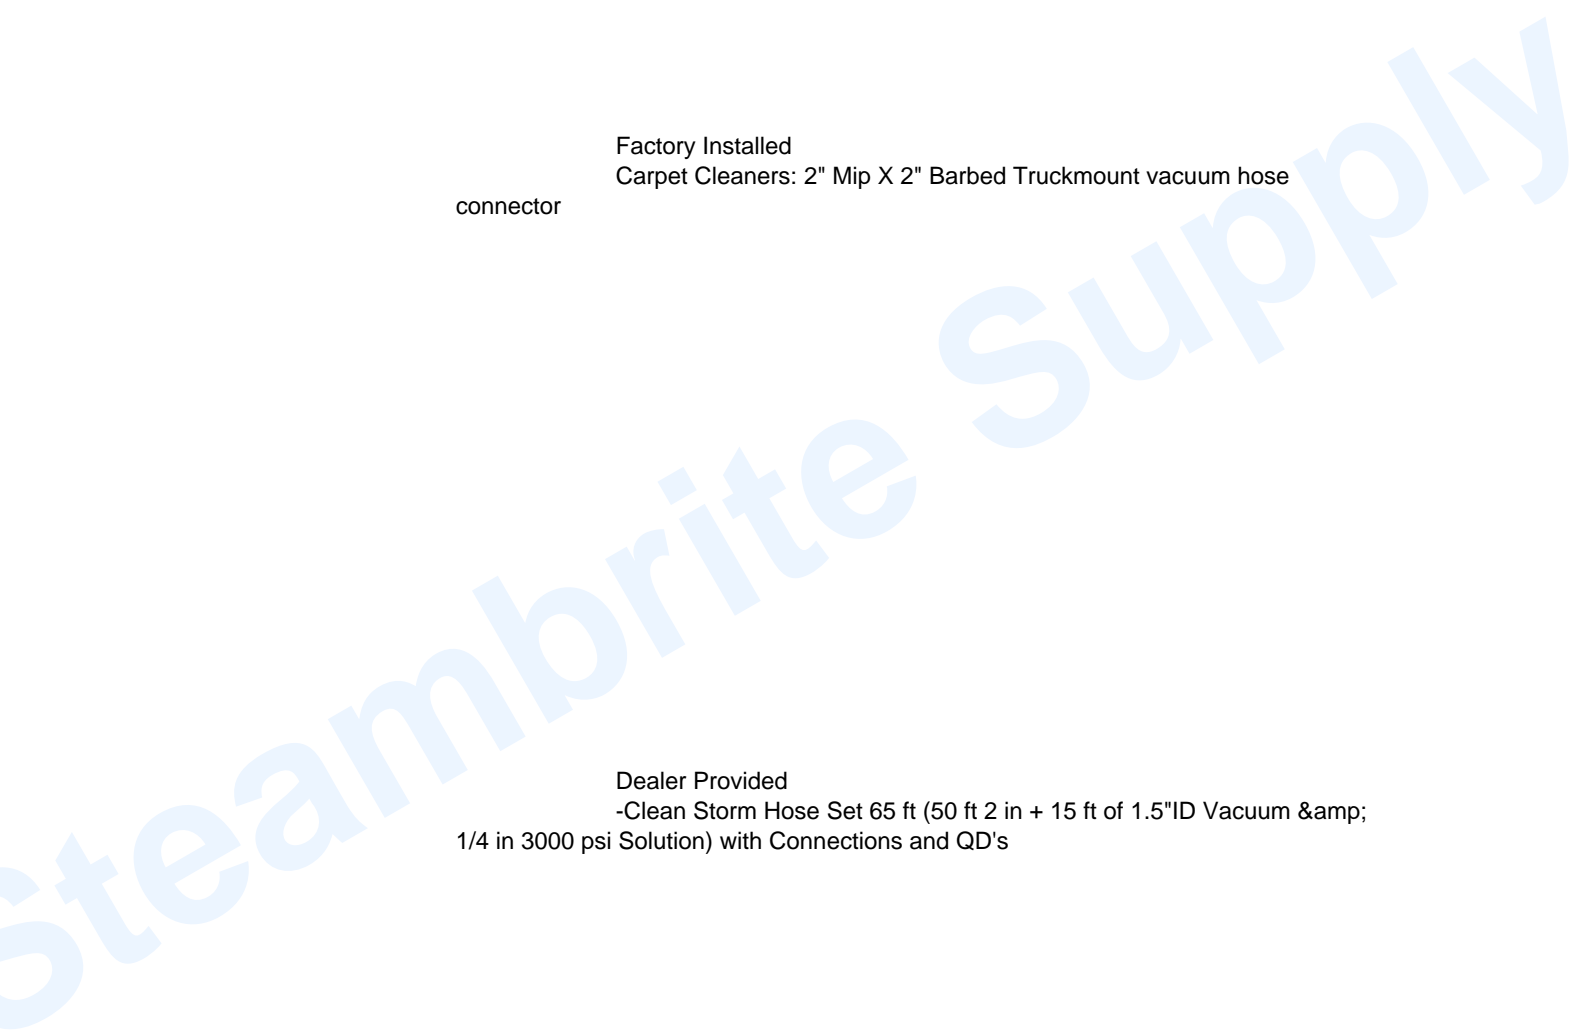 Factory Installed
Carpet Cleaners: 2" Mip X 2" Barbed Truckmount vacuum hose
connector
Steambrite Supply
Dealer Provided
-Clean Storm Hose Set 65 ft (50 ft 2 in + 15 ft of 1.5"ID Vacuum &amp;
1/4 in 3000 psi Solution) with Connections and QD's